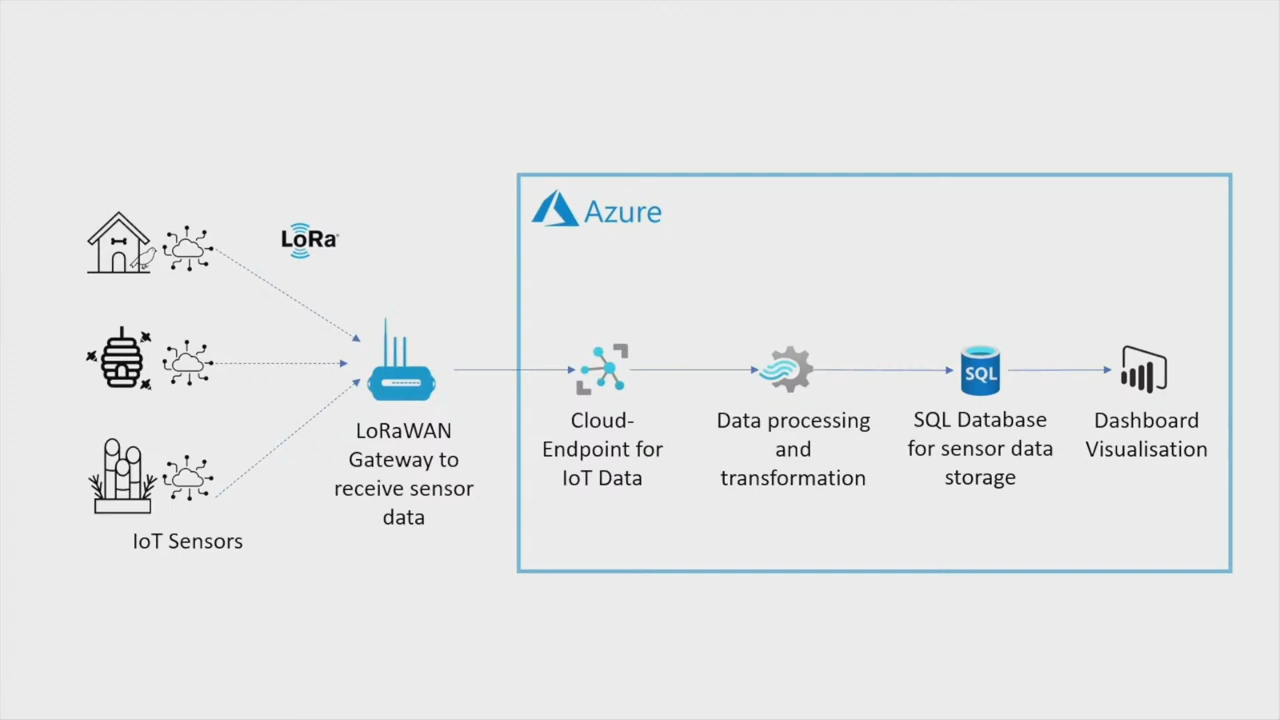 Azure
LoRa
LoRaWAN
Gateway to
receive sensor
data
IoT Sensors
Cloud-
Endpoint for
IoT Data
Data processing
and
transformation
SQL
SQL Database
for sensor data
storage
Dashboard
Visualisation